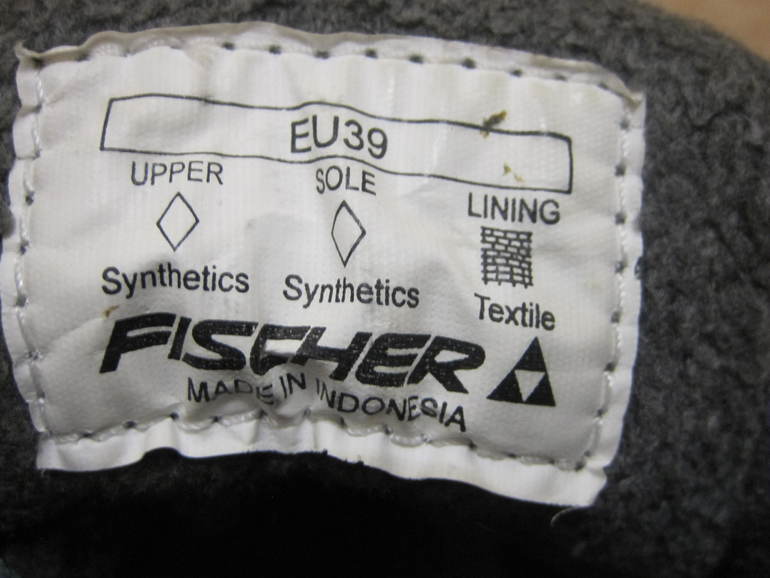 EU39
UPPER SOLE LINING
Synthetics Synthetics Textile
FISCHER
MADE IN INDONESIA